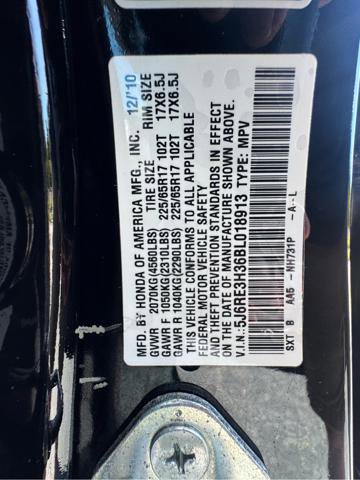 MFD. BY HONDA OF AMERICA MFG., INC. 12/'10
GVWR 2070KG(4560LBS) TIRE SIZE RIM SIZE
GAWR F 1050KG(2310LBS) 225/65R17 102T 17X6.5J
GAWR R 1040KG(2290LBS) 225/65R17 102T 17X6.5J
THIS VEHICLE CONFORMS TO ALL APPLICABLE
FEDERAL MOTOR VEHICLE SAFETY
AND THEFT PREVENTION STANDARDS IN EFFECT
ON THE DATE OF MANUFACTURE SHOWN ABOVE.
V.I.N.: 5J6RE3H36BL018913 TYPE: MPV
SXT B AA5 -NH731P -A-L